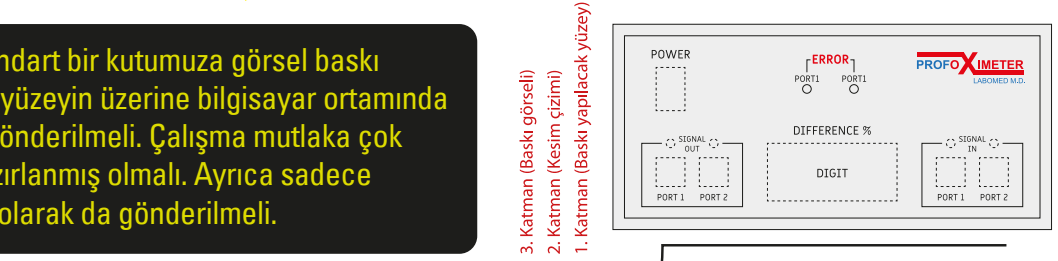 ndart bir kutumuza görsel baskı
yüzeyin üzerine bilgisayar ortamında
önderilmeli. Çalışma mutlaka çok
zırlanmış olmalı. Ayrıca sadece
olarak da gönderilmeli.
3. Katman (Baskı görseli)
2. Katman (Kesim çizimi)
1. Katman (Baskı yapılacak yüzey)
POWER
ERROR
PORT1 PORT1
PROFOXIMETER
LABOMED M.D.
DIFFERENCE %
DIGIT
SIGNAL
OUT
PORT 1 PORT 2
SIGNAL
IN
PORT 1 PORT 2